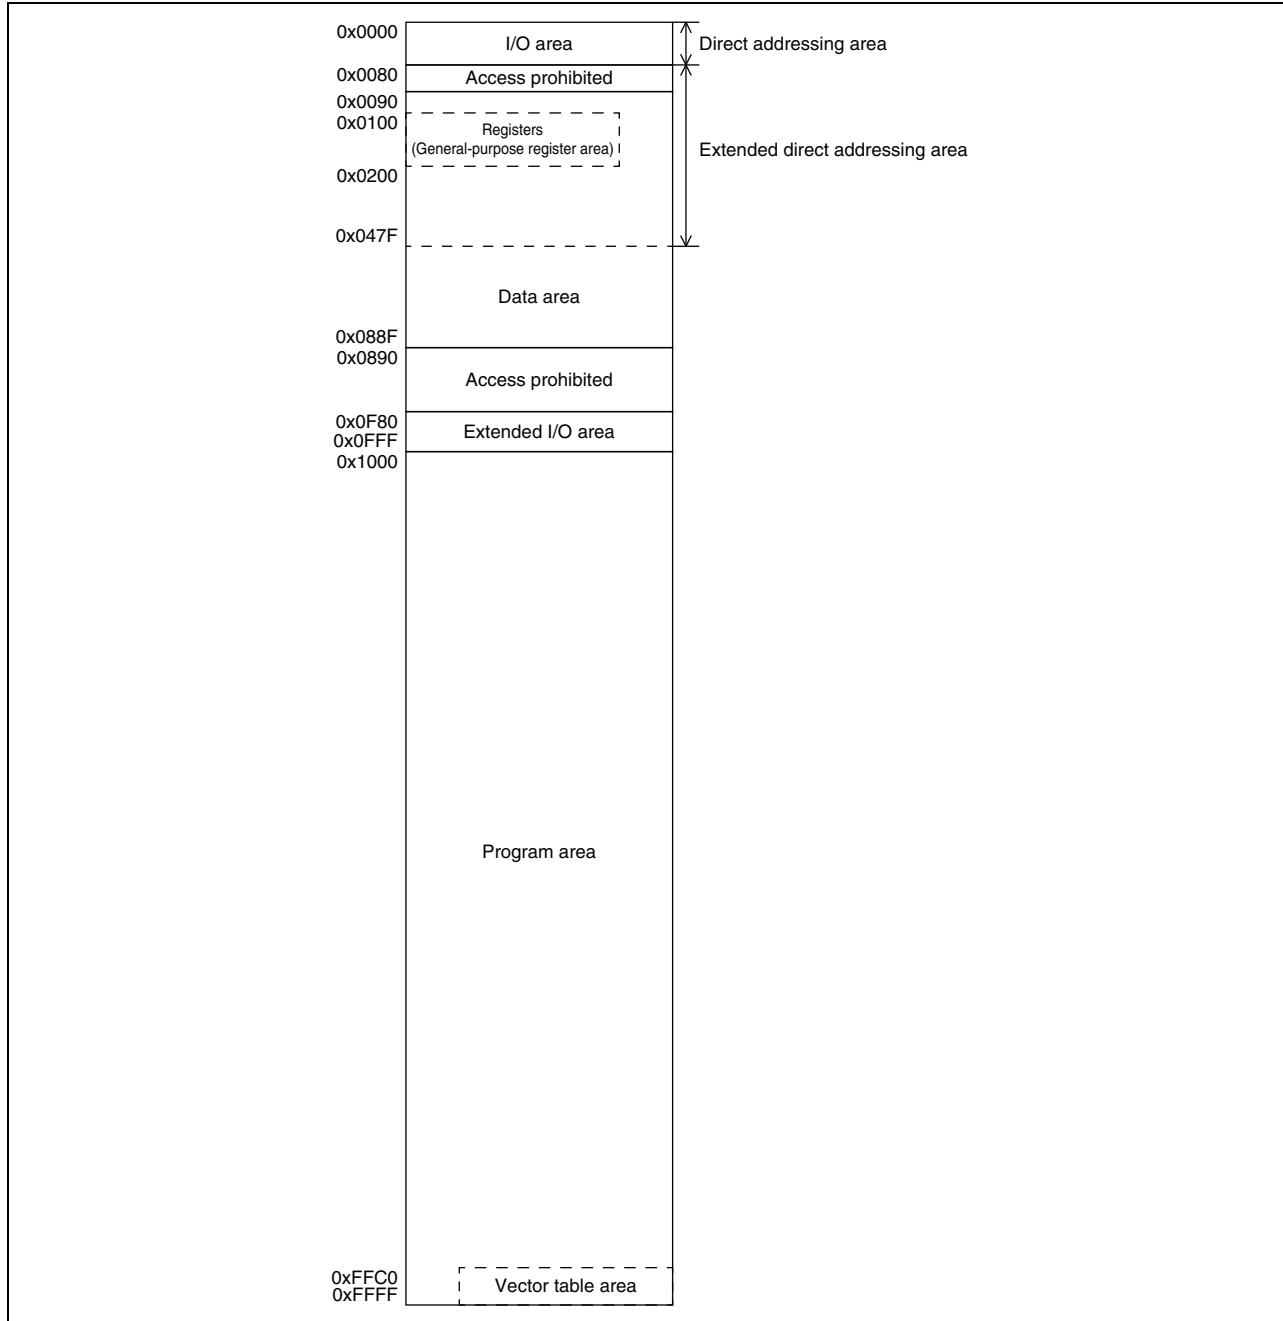 0x0000
I/O area
Direct addressing area
0x0080
Access prohibited
0x0090
0x0100
Registers
(General-purpose register area)
Extended direct addressing area
0x0200
0x047F
Data area
0x088F
0x0890
Access prohibited
0x0F80
Extended I/O area
0x0FFF
0x1000
Program area
0xFFC0
Vector table area
0xFFFF